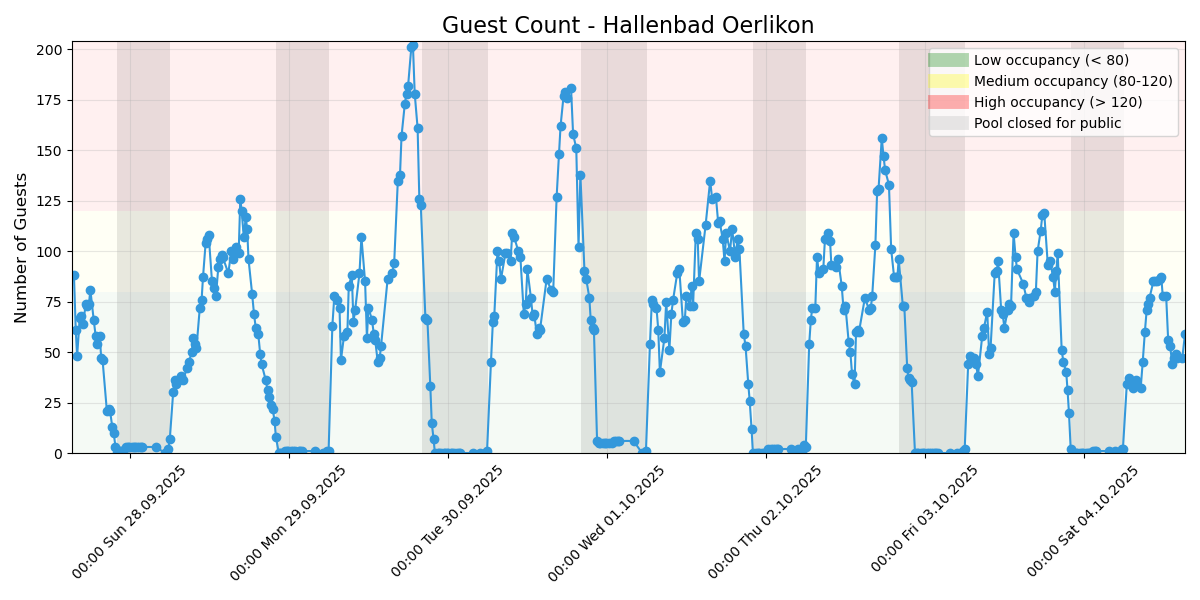 Guest Count - Hallenbad Oerlikon
Low occupancy (< 80)
Medium occupancy (80-120)
High occupancy (> 120)
Pool closed for public
Number of Guests
200
175
150
125
100
75
50
25
0
00:00 Sun 28.09.2025
00:00 Mon 29.09.2025
00:00 Tue 30.09.2025
00:00 Wed 01.10.2025
00:00 Thu 02.10.2025
00:00 Fri 03.10.2025
00:00 Sat 04.10.2025